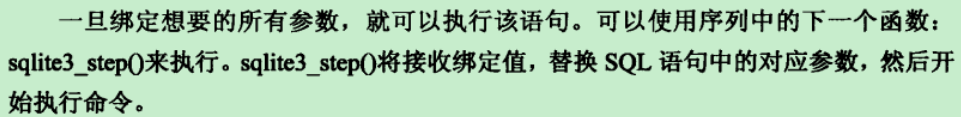 一旦绑定想要的所有参数，就可以执行该语句。可以使用序列中的下一个函数：
sqlite3_step()来执行。sqlite3_step()将接收绑定值，替换 SQL 语句中的对应参数，然后开
始执行命令。